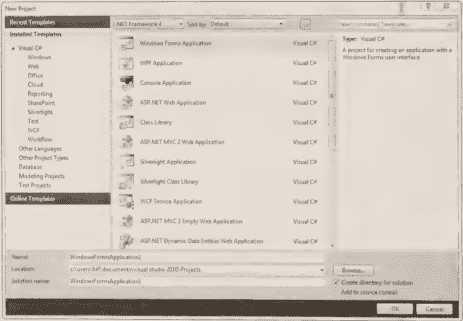 New Project
Recent Templates
.NET Framework 4 Sort by: Default
Installed Templates
Visual C#
Windows
Web
Office
Cloud
Reporting
SharePoint
Silverlight
Test
WCF
Workflow
Other Languages
Other Project Types
Database
Modeling Projects
Test Projects
Online Templates
Windows Forms Application Visual C#
WPF Application Visual C#
Console Application Visual C#
ASP.NET Web Application Visual C#
Class Library Visual C#
ASP.NET MVC 2 Web Application Visual C#
Silverlight Application Visual C#
Silverlight Class Library Visual C#
WCF Service Application Visual C#
ASP.NET MVC 2 Empty Web Application Visual C#
ASP.NET Dynamic Data Entities Web Application Visual C#
Templates
Type: Visual C#
A project for creating an application with a
Windows Forms user interface
Name: WindowsFormsApplication1
Location: documents\visual studio 2010\Projects
Browse...
Solution name: WindowsFormsApplication1
Create directory for solution
Add to source control
OK Cancel